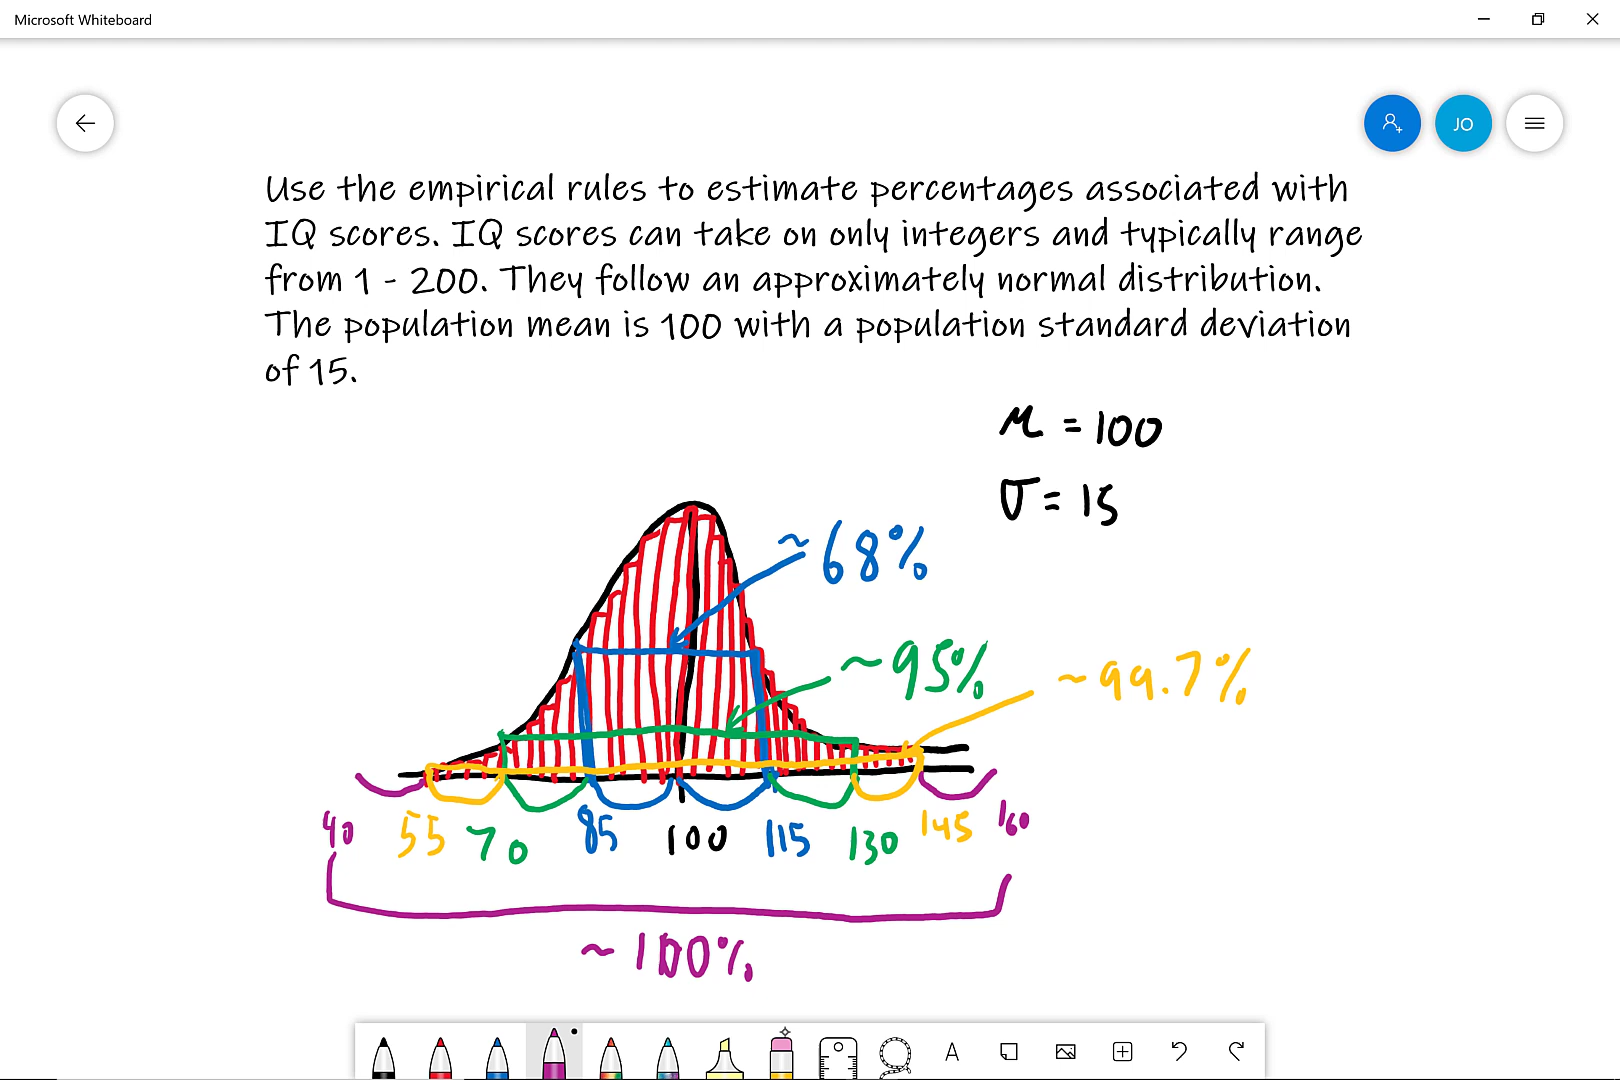 Microsoft Whiteboard
JO
Use the empirical rules to estimate percentages associated with
IQ scores. IQ scores can take on only integers and typically range
from 1 - 200. They follow an approximately normal distribution.
The population mean is 100 with a population standard deviation
of 15.
μ = 100
σ = 15
~68%
~95%
~99.7%
40 55 70 85 100 115 130 145 160
~100%
A